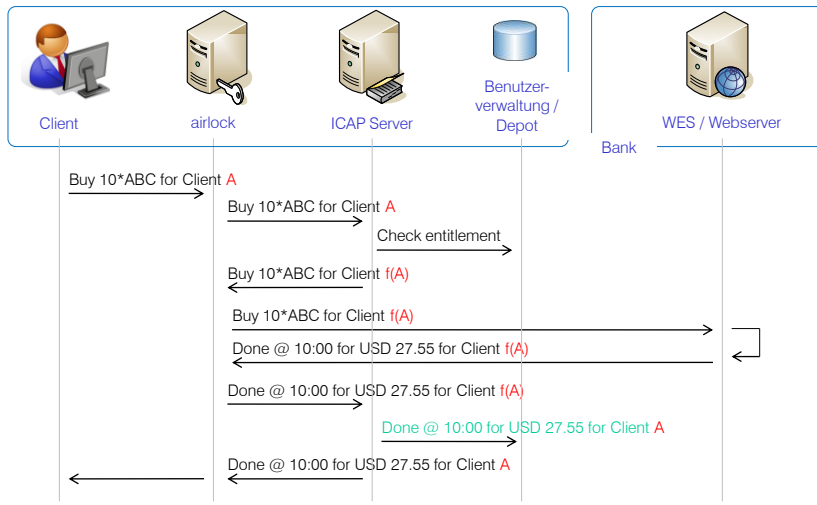 Client
airlock
ICAP Server
Benutzer-
verwaltung /
Depot
WES / Webserver
Bank
Buy 10*ABC for Client A
Buy 10*ABC for Client A
Check entitlement
Buy 10*ABC for Client f(A)
Buy 10*ABC for Client f(A)
Done @ 10:00 for USD 27.55 for Client f(A)
Done @ 10:00 for USD 27.55 for Client f(A)
Done @ 10:00 for USD 27.55 for Client A
Done @ 10:00 for USD 27.55 for Client A